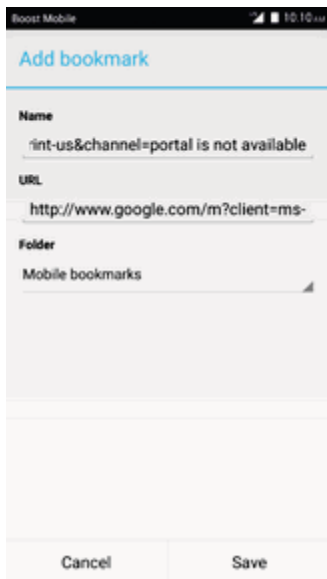 Boost Mobile 10:10 AM
Add bookmark
Name
rint-us&channel=portal is not available
URL
http://www.google.com/m?client=ms-
Folder
Mobile bookmarks
Cancel Save